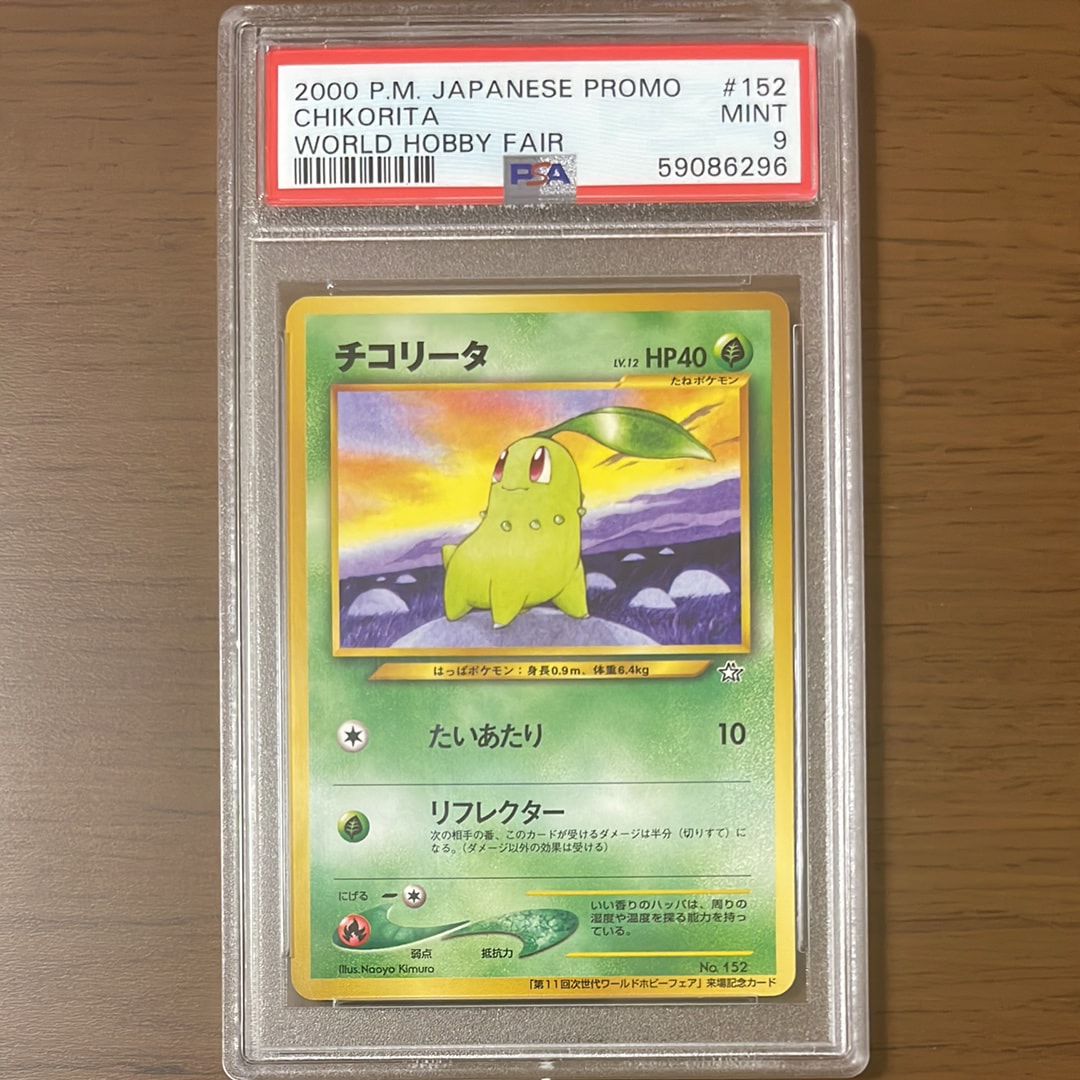 2000 P.M. JAPANESE PROMO #152
CHIKORITA MINT
WORLD HOBBY FAIR 9
PSA 59086296
チコリータ LV.12 HP40
たねポケモン
はっぱポケモン：身長0.9m、体重6.4kg
たいあたり 10
リフレクター
次の相手の番、このカードが受けるダメージは半分（切りすて）に
なる。（ダメージ以外の効果は受ける）
にげる
いい香りのハッパは、周りの
湿度や温度を探る能力を持っ
ている。
弱点 抵抗力
Illus.Naoyo Kimura No. 152
「第11回次世代ワールドホビーフェア」来場記念カード